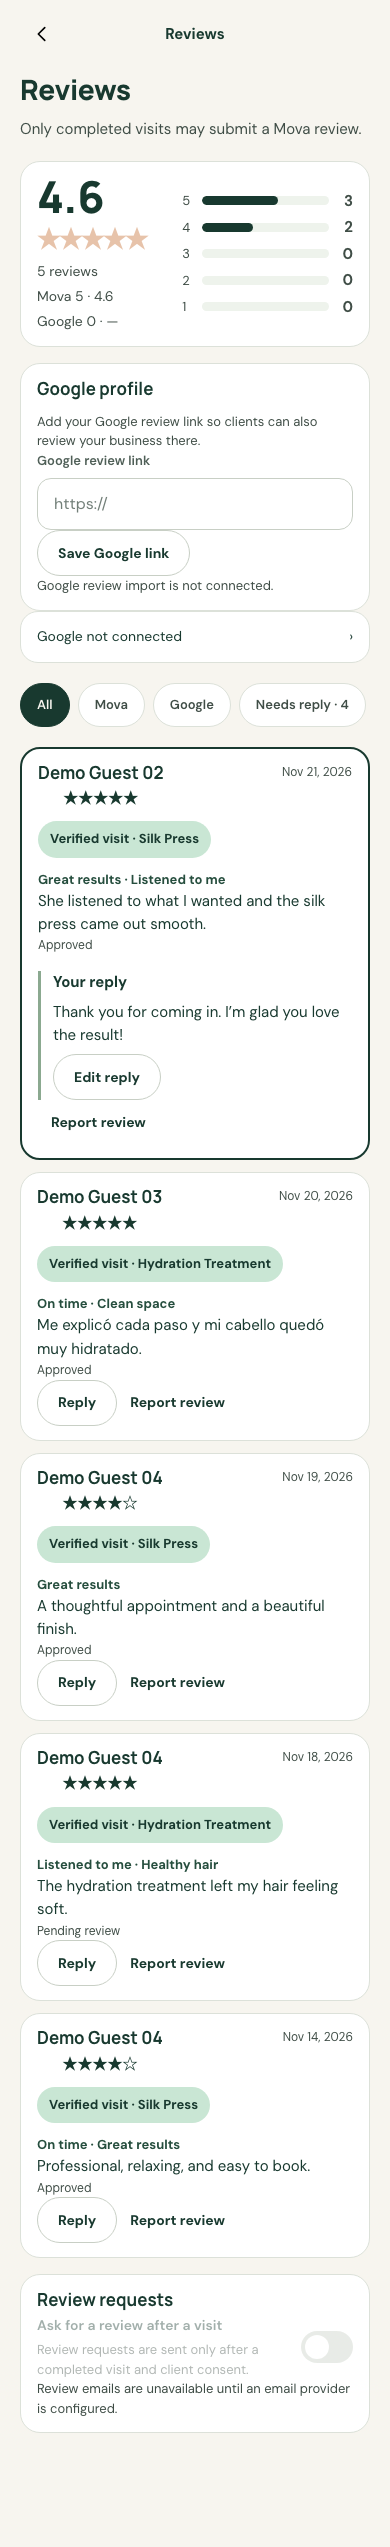 Reviews
Reviews
Only completed visits may submit a Mova review.
4.6
★★★★★
5 reviews
Mova 5 · 4.6
Google 0 · —
5 3
4 2
3 0
2 0
1 0
Google profile
Add your Google review link so clients can also
review your business there.
Google review link
https://
Save Google link
Google review import is not connected.
Google not connected ›
All Mova Google Needs reply · 4
Demo Guest 02 Nov 21, 2026
★★★★★
Verified visit · Silk Press
Great results · Listened to me
She listened to what I wanted and the silk
press came out smooth.
Approved
Your reply
Thank you for coming in. I’m glad you love
the result!
Edit reply
Report review
Demo Guest 03 Nov 20, 2026
★★★★★
Verified visit · Hydration Treatment
On time · Clean space
Me explicó cada paso y mi cabello quedó
muy hidratado.
Approved
Reply Report review
Demo Guest 04 Nov 19, 2026
★★★★☆
Verified visit · Silk Press
Great results
A thoughtful appointment and a beautiful
finish.
Approved
Reply Report review
Demo Guest 04 Nov 18, 2026
★★★★★
Verified visit · Hydration Treatment
Listened to me · Healthy hair
The hydration treatment left my hair feeling
soft.
Pending review
Reply Report review
Demo Guest 04 Nov 14, 2026
★★★★☆
Verified visit · Silk Press
On time · Great results
Professional, relaxing, and easy to book.
Approved
Reply Report review
Review requests
Ask for a review after a visit
Review requests are sent only after a
completed visit and client consent.
Review emails are unavailable until an email provider
is configured.